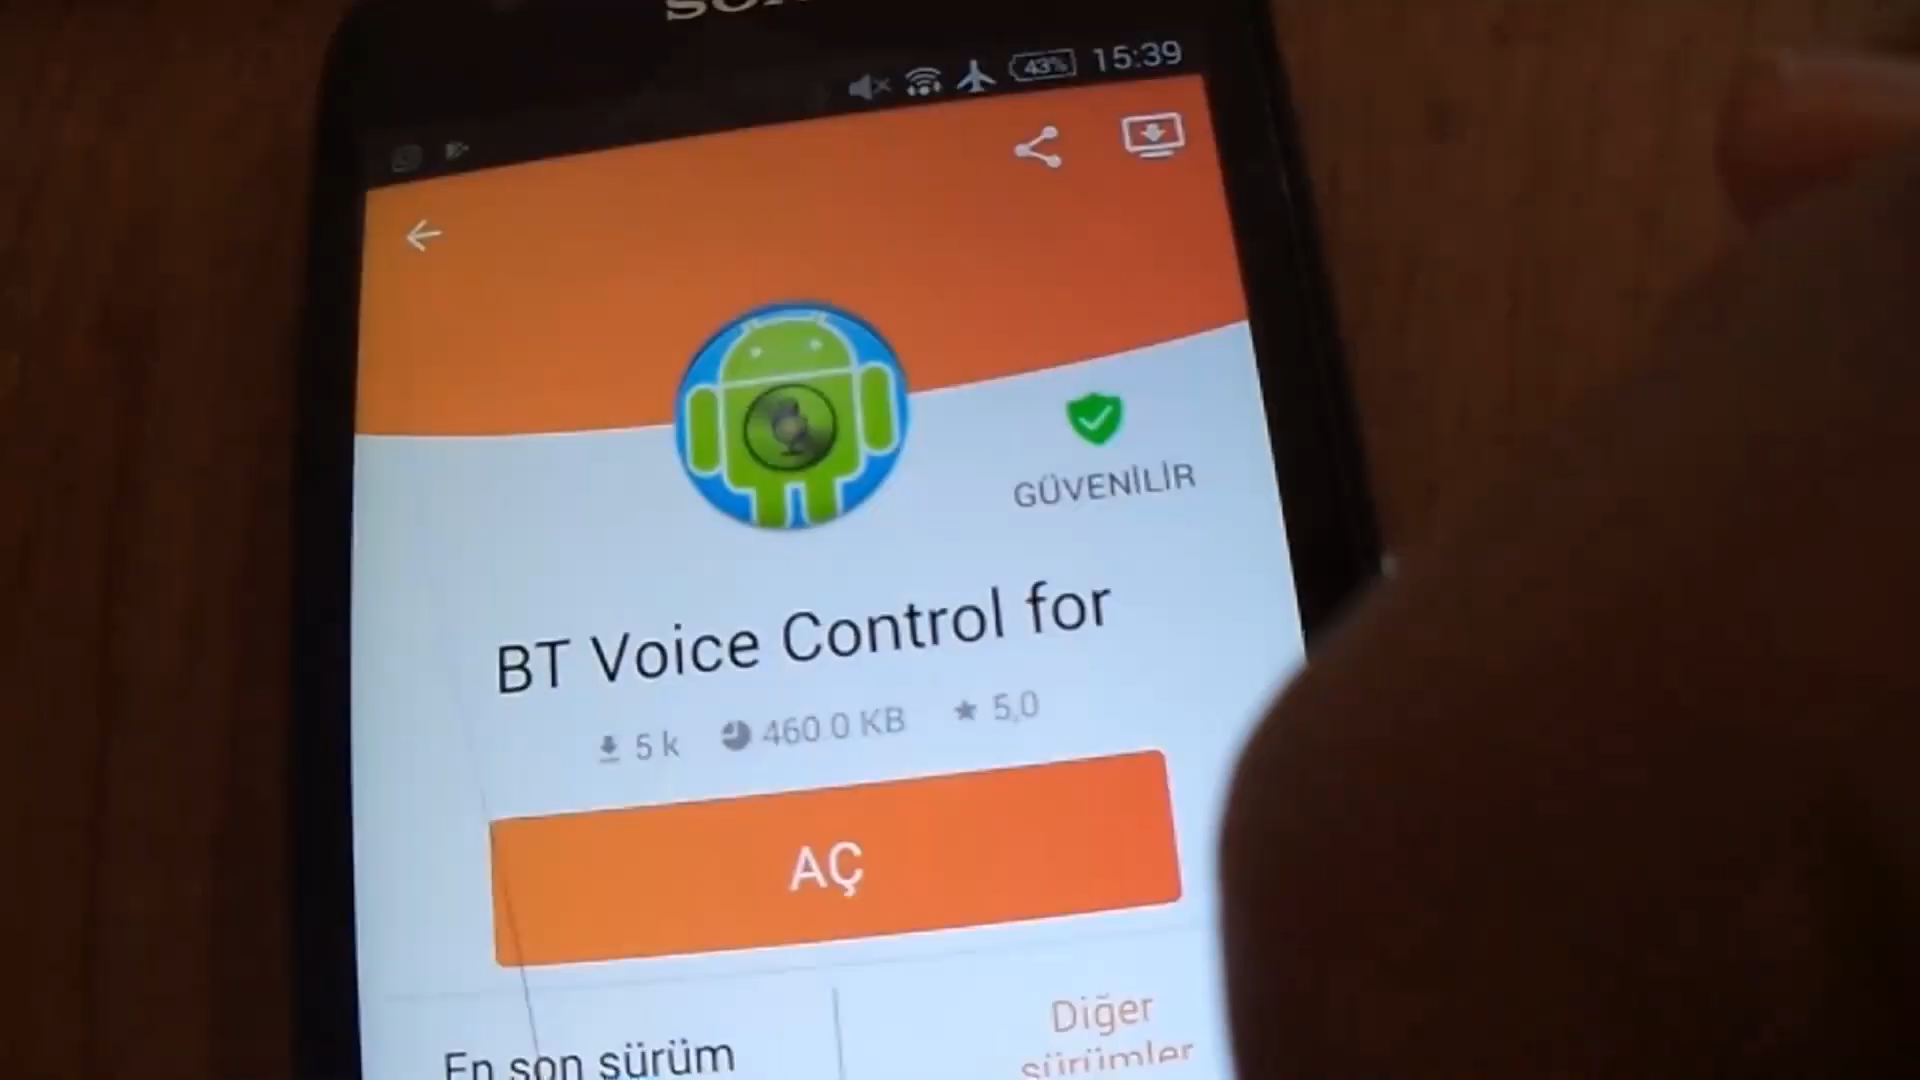 43% 15:39
GÜVENİLİR
BT Voice Control for
5 k 460.0 KB 5,0
AÇ
En son sürüm
Diğer
sürümler